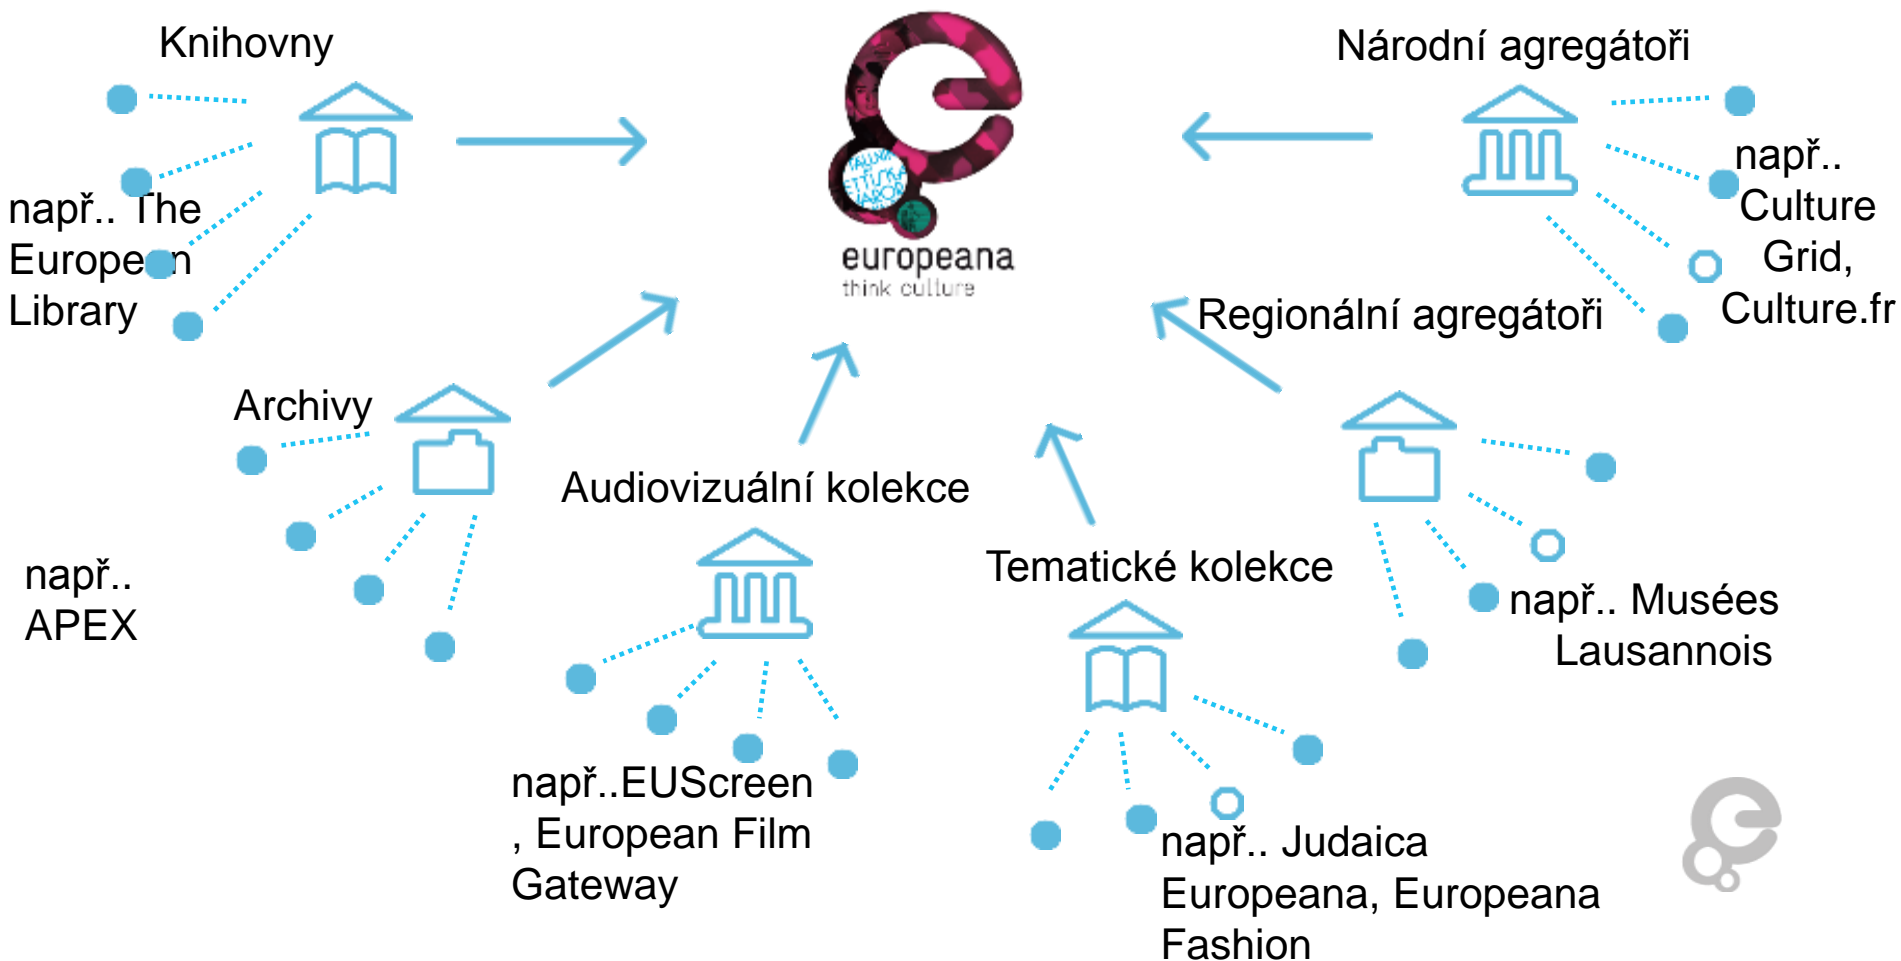 Knihovny
např.. The
European
Library
europeana
think culture
Národní agregátoři
např..
Culture
Grid,
Culture.fr
Regionální agregátoři
např.. Musées
Lausannois
Archivy
např..
APEX
Audiovizuální kolekce
např..EUScreen
, European Film
Gateway
Tematické kolekce
např.. Judaica
Europeana, Europeana
Fashion